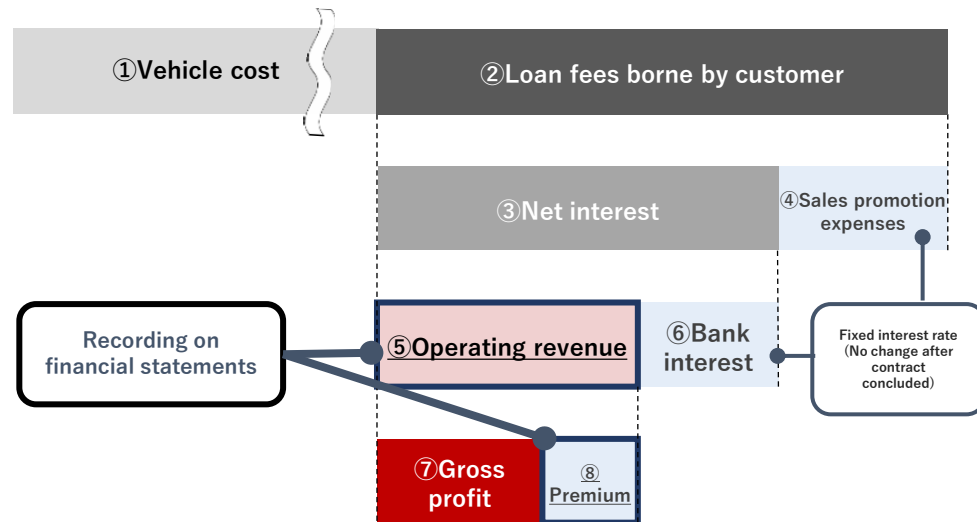 ①Vehicle cost
②Loan fees borne by customer
③Net interest
④Sales promotion
expenses
Recording on
financial statements
⑤Operating revenue
⑥Bank
interest
Fixed interest rate
(No change after
contract
concluded)
⑦Gross
profit
⑧
Premium